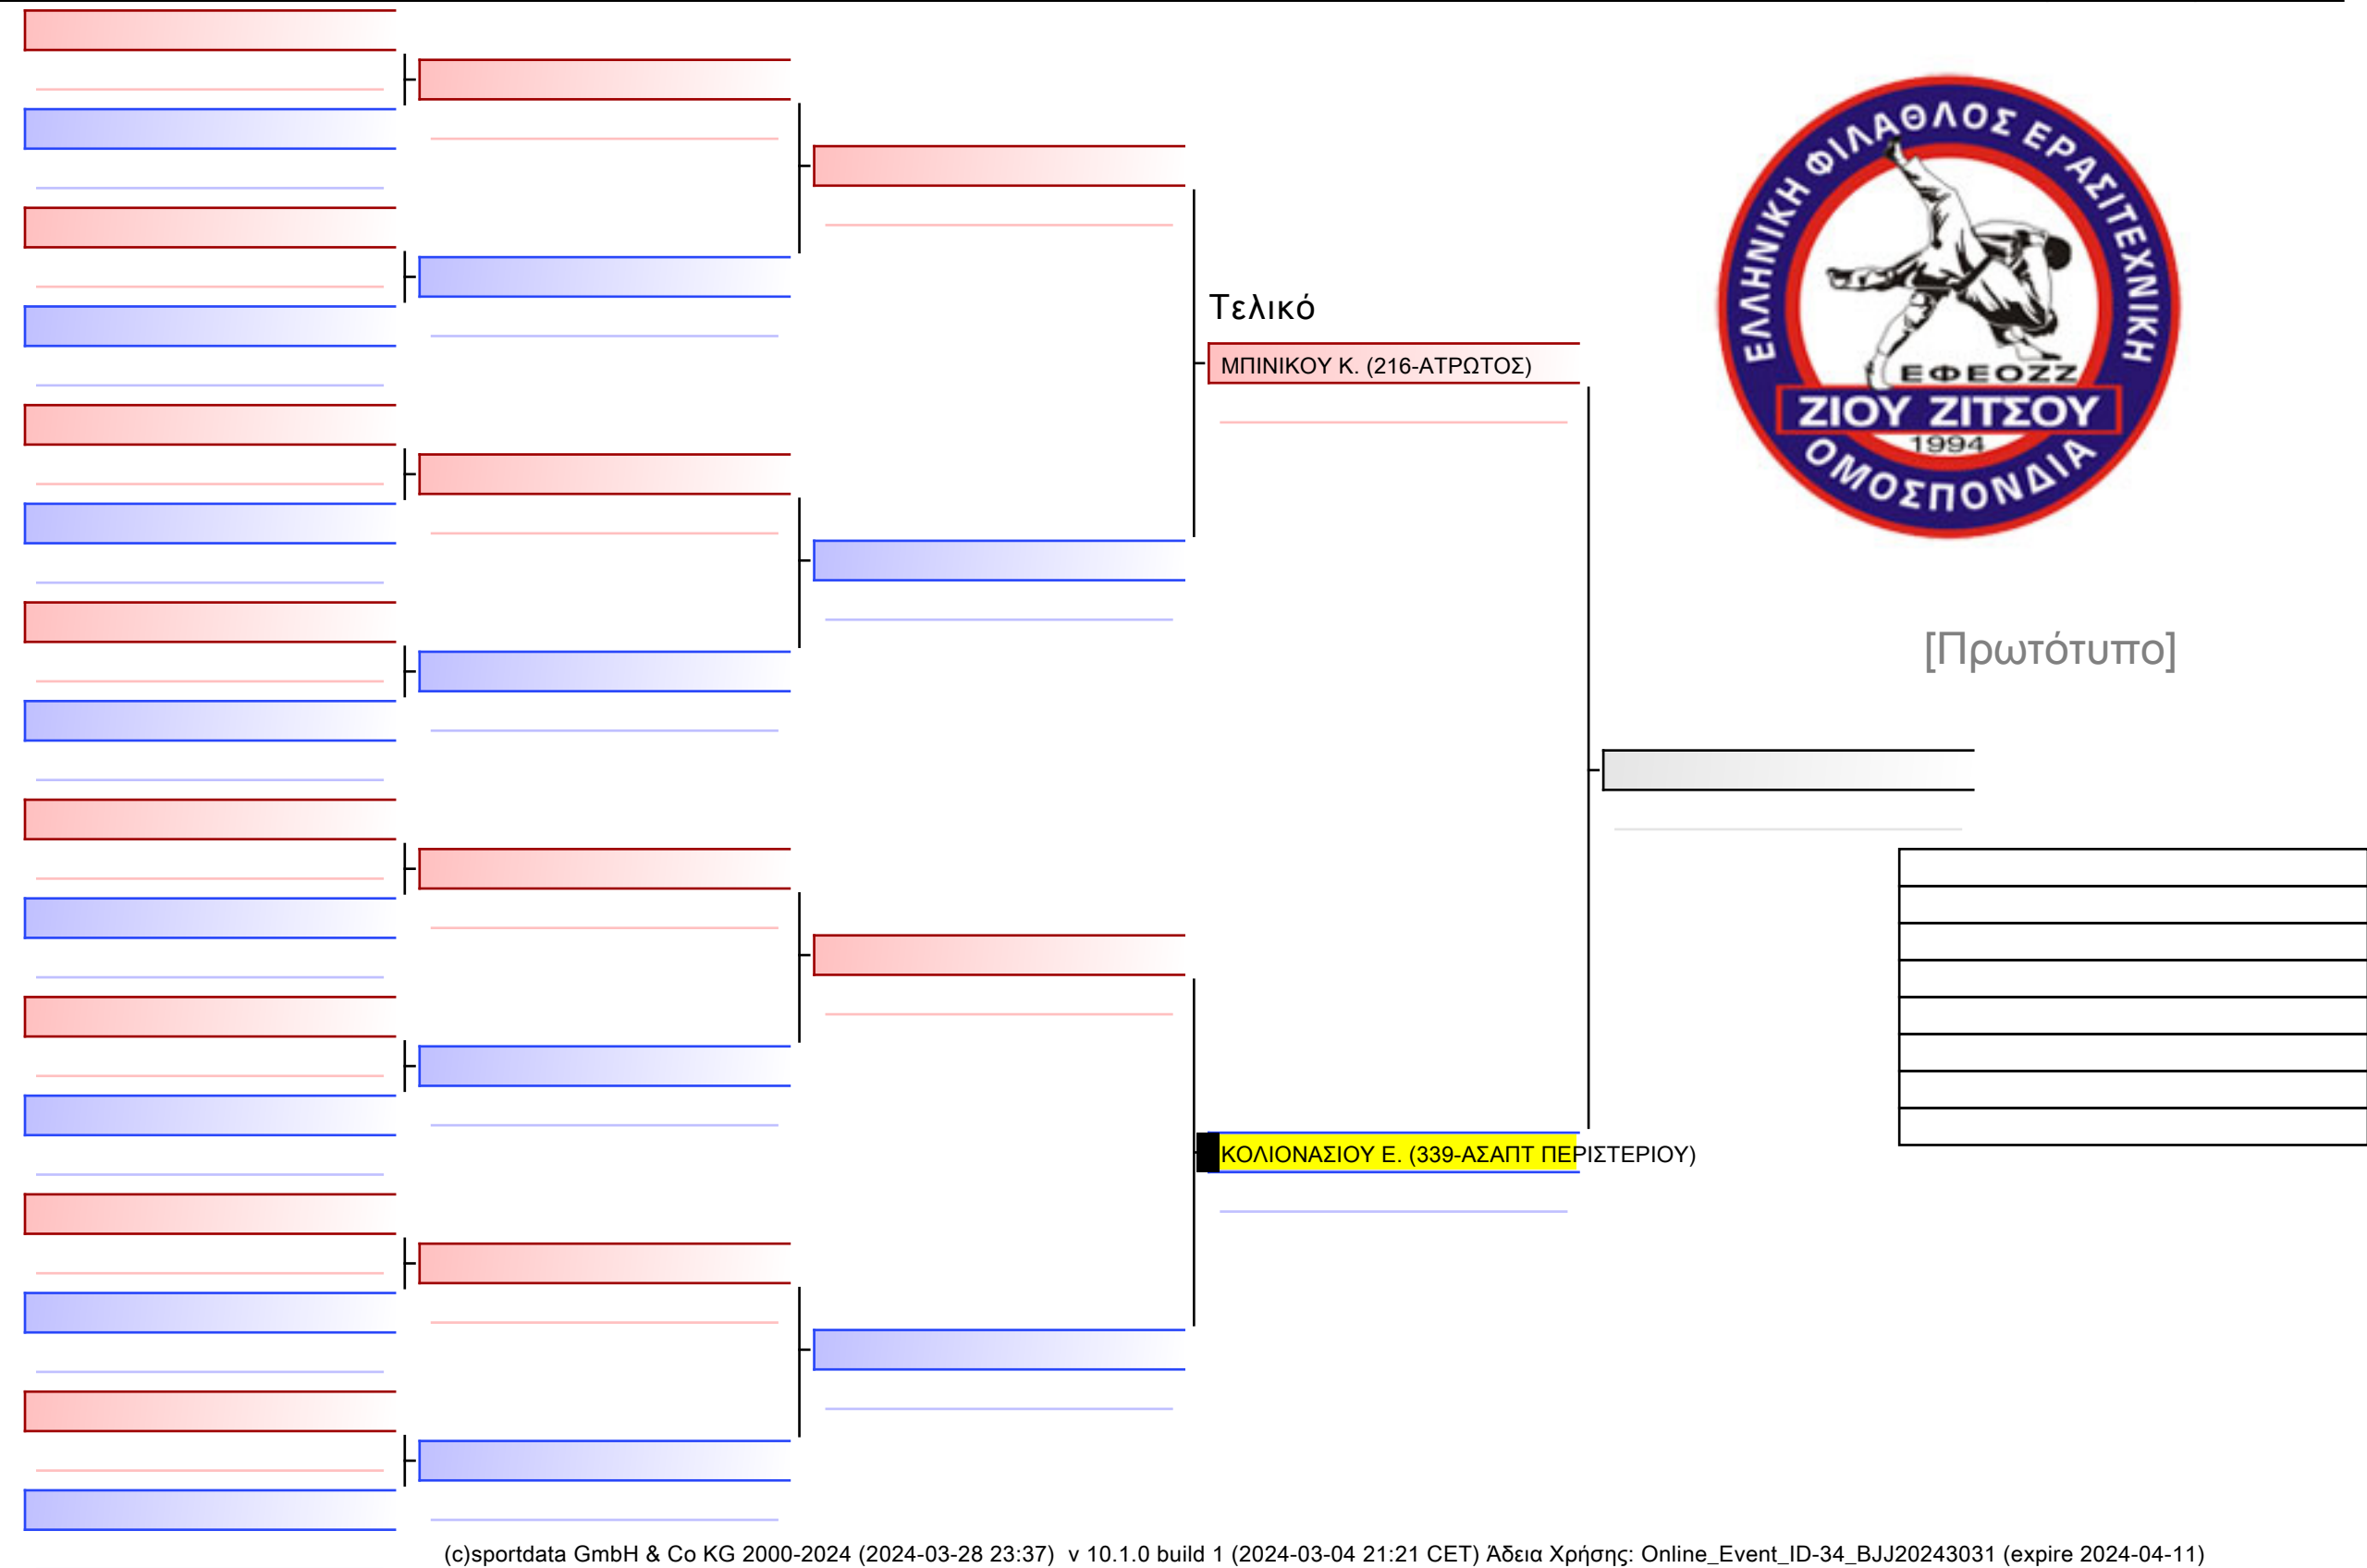 ΕΛΛΗΝΙΚΗ ΦΙΛΑΘΛΟΣ ΕΡΑΣΙΤΕΧΝΙΚΗ
Τελικό
ΜΠΙΝΙΚΟΥ Κ. (216-ΑΤΡΩΤΟΣ)
ΕΦΕΟΖΖ
ΖΙΟΥ ΖΙΤΣΟΥ
1994
ΟΜΟΣΠΟΝΔΙΑ
[Πρωτότυπο]
ΚΟΛΙΟΝΑΣΙΟΥ Ε. (339-ΑΣΑΠΤ ΠΕΡΙΣΤΕΡΙΟΥ)
(c)sportdata GmbH & Co KG 2000-2024 (2024-03-28 23:37) v 10.1.0 build 1 (2024-03-04 21:21 CET) Άδεια Χρήσης: Online_Event_ID-34_BJJ20243031 (expire 2024-04-11)